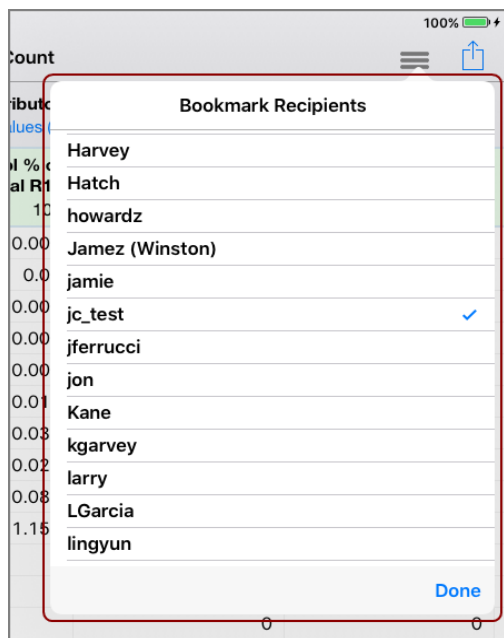 100%
Count
Bookmark Recipients
Harvey
Hatch
howardz
Jamez (Winston)
jamie
jc_test
jferrucci
jon
Kane
kgarvey
larry
LGarcia
lingyun
Done
0.00
0.0
0.00
0.00
0.00
0.01
0.03
0.02
0.08
1.15
0
0